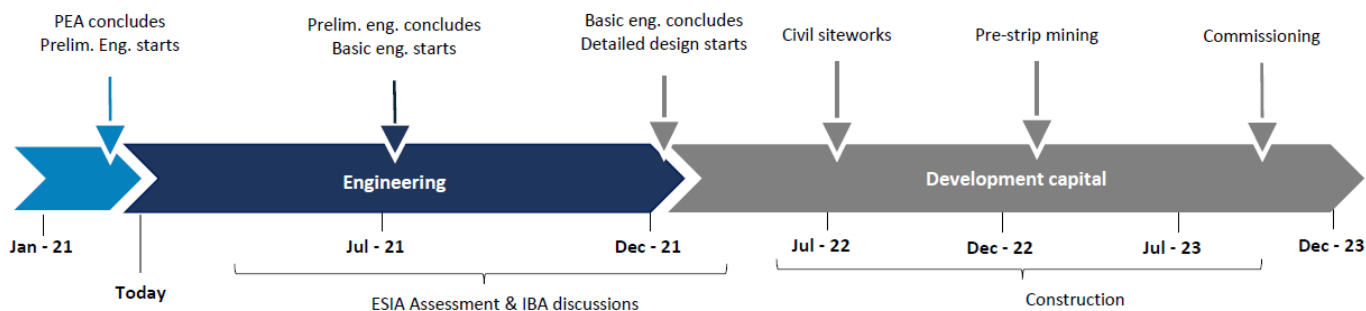 PEA concludes
Prelim. Eng. starts
Prelim. eng. concludes
Basic eng. starts
Basic eng. concludes
Detailed design starts
Civil siteworks
Pre-strip mining
Commissioning
Engineering
Development capital
Jan - 21
Jul - 21
Dec - 21
Jul - 22
Dec - 22
Jul - 23
Dec - 23
Today
ESIA Assessment & IBA discussions
Construction